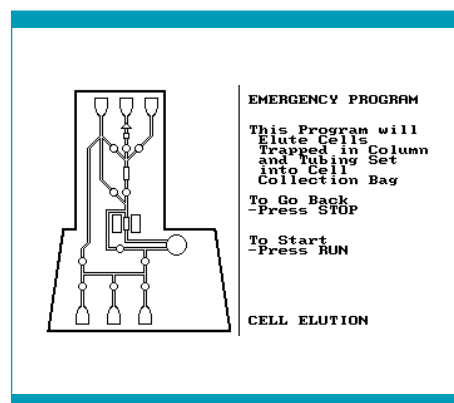 EMERGENCY PROGRAM
This Program will
Elute Cells
Trapped in Column
and Tubing Set
into Cell
Collection Bag
To Go Back
-Press STOP
To Start
-Press RUN
CELL ELUTION